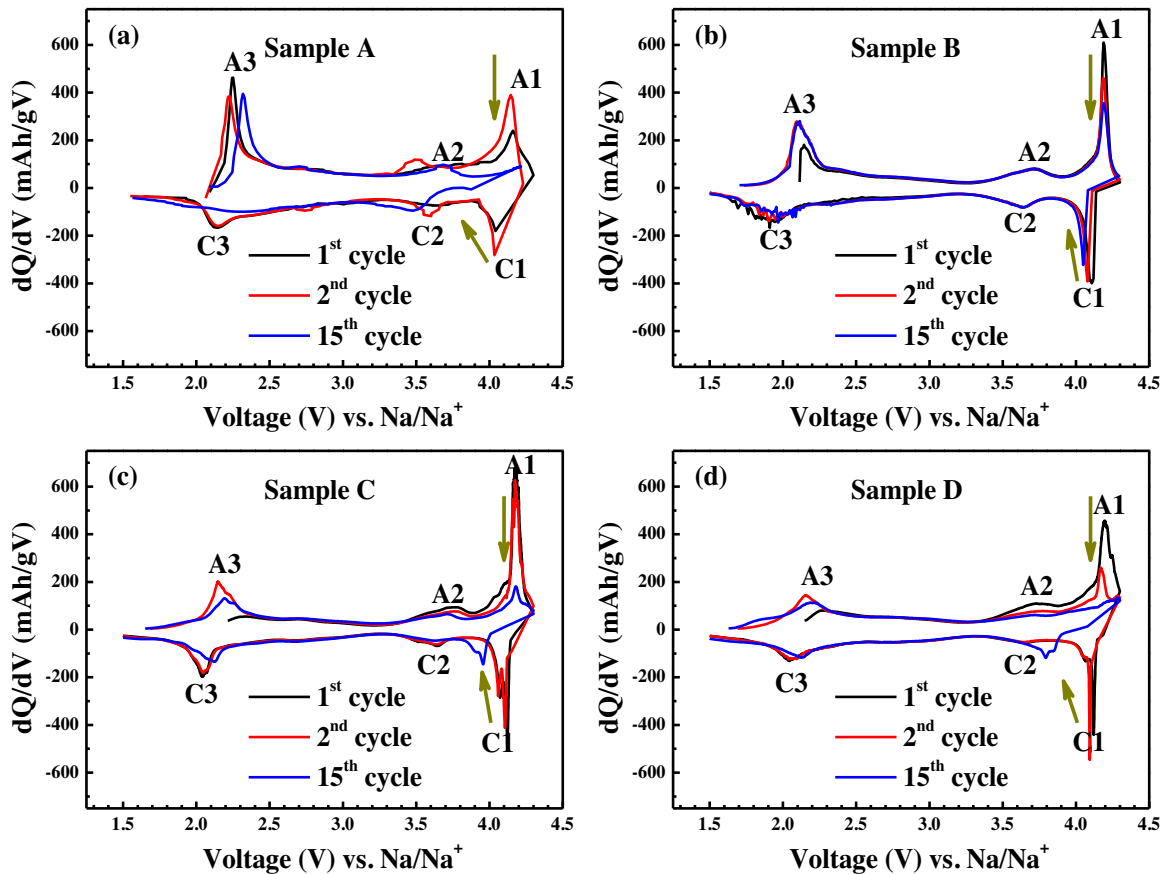 (a)
Sample A
A3
A1
A2
C3
C2
C1
1st cycle
2nd cycle
15th cycle
600
400
200
0
-200
-400
-600
dQ/dV (mAh/gV)
1.5 2.0 2.5 3.0 3.5 4.0 4.5
Voltage (V) vs. Na/Na+
(b)
Sample B
A1
A3
A2
C2
C3
C1
1st cycle
2nd cycle
15th cycle
600
400
200
0
-200
-400
-600
dQ/dV (mAh/gV)
1.5 2.0 2.5 3.0 3.5 4.0 4.5
Voltage (V) vs. Na/Na+
(c)
Sample C
A1
A3
A2
C2
C3
C1
1st cycle
2nd cycle
15th cycle
600
400
200
0
-200
-400
-600
dQ/dV (mAh/gV)
1.5 2.0 2.5 3.0 3.5 4.0 4.5
Voltage (V) vs. Na/Na+
(d)
Sample D
A1
A3
A2
C2
C3
C1
1st cycle
2nd cycle
15th cycle
600
400
200
0
-200
-400
-600
dQ/dV (mAh/gV)
1.5 2.0 2.5 3.0 3.5 4.0 4.5
Voltage (V) vs. Na/Na+